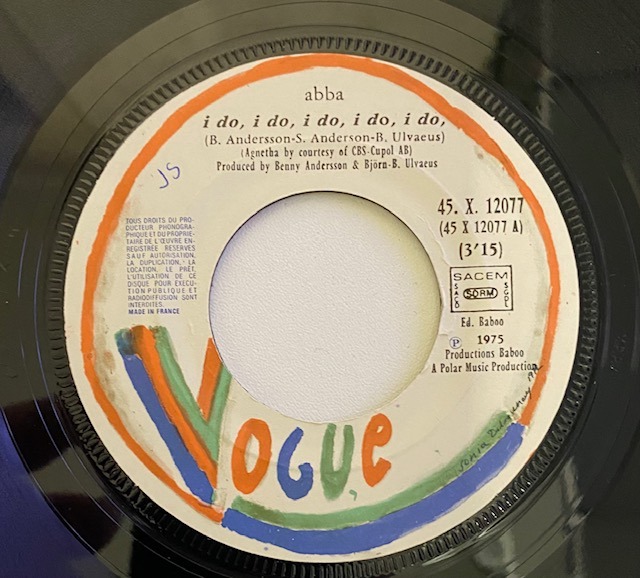 abba
i do, i do, i do, i do, i do,
(B. Andersson-S. Anderson-B. Ulvaeus)
(Agnetha by courtesy of CBS-Cupol AB)
Produced by Benny Andersson & Björn-B. Ulvaeus
JS
TOUS DROITS DU PRO-
DUCTEUR PHONOGRA-
PHIQUE ET DU PROPRIE-
TAIRE DE L'ŒUVRE EN-
REGISTREE RESERVES
SAUF AUTORISATION,
LA DUPLICATION, LA
LOCATION, LE PRÊT,
L'UTILISATION DE CE
DISQUE POUR EXECU-
TION PUBLIQUE ET
RADIODIFFUSION SONT
INTERDITES.
MADE IN FRANCE
45. X. 12077
(45 X 12077 A)
(3'15)
SACEM
SACD SDRM SGDL
Ed. Baboo
℗ 1975
Productions Baboo
A Polar Music Production
VOGUE
sonia Delaunay